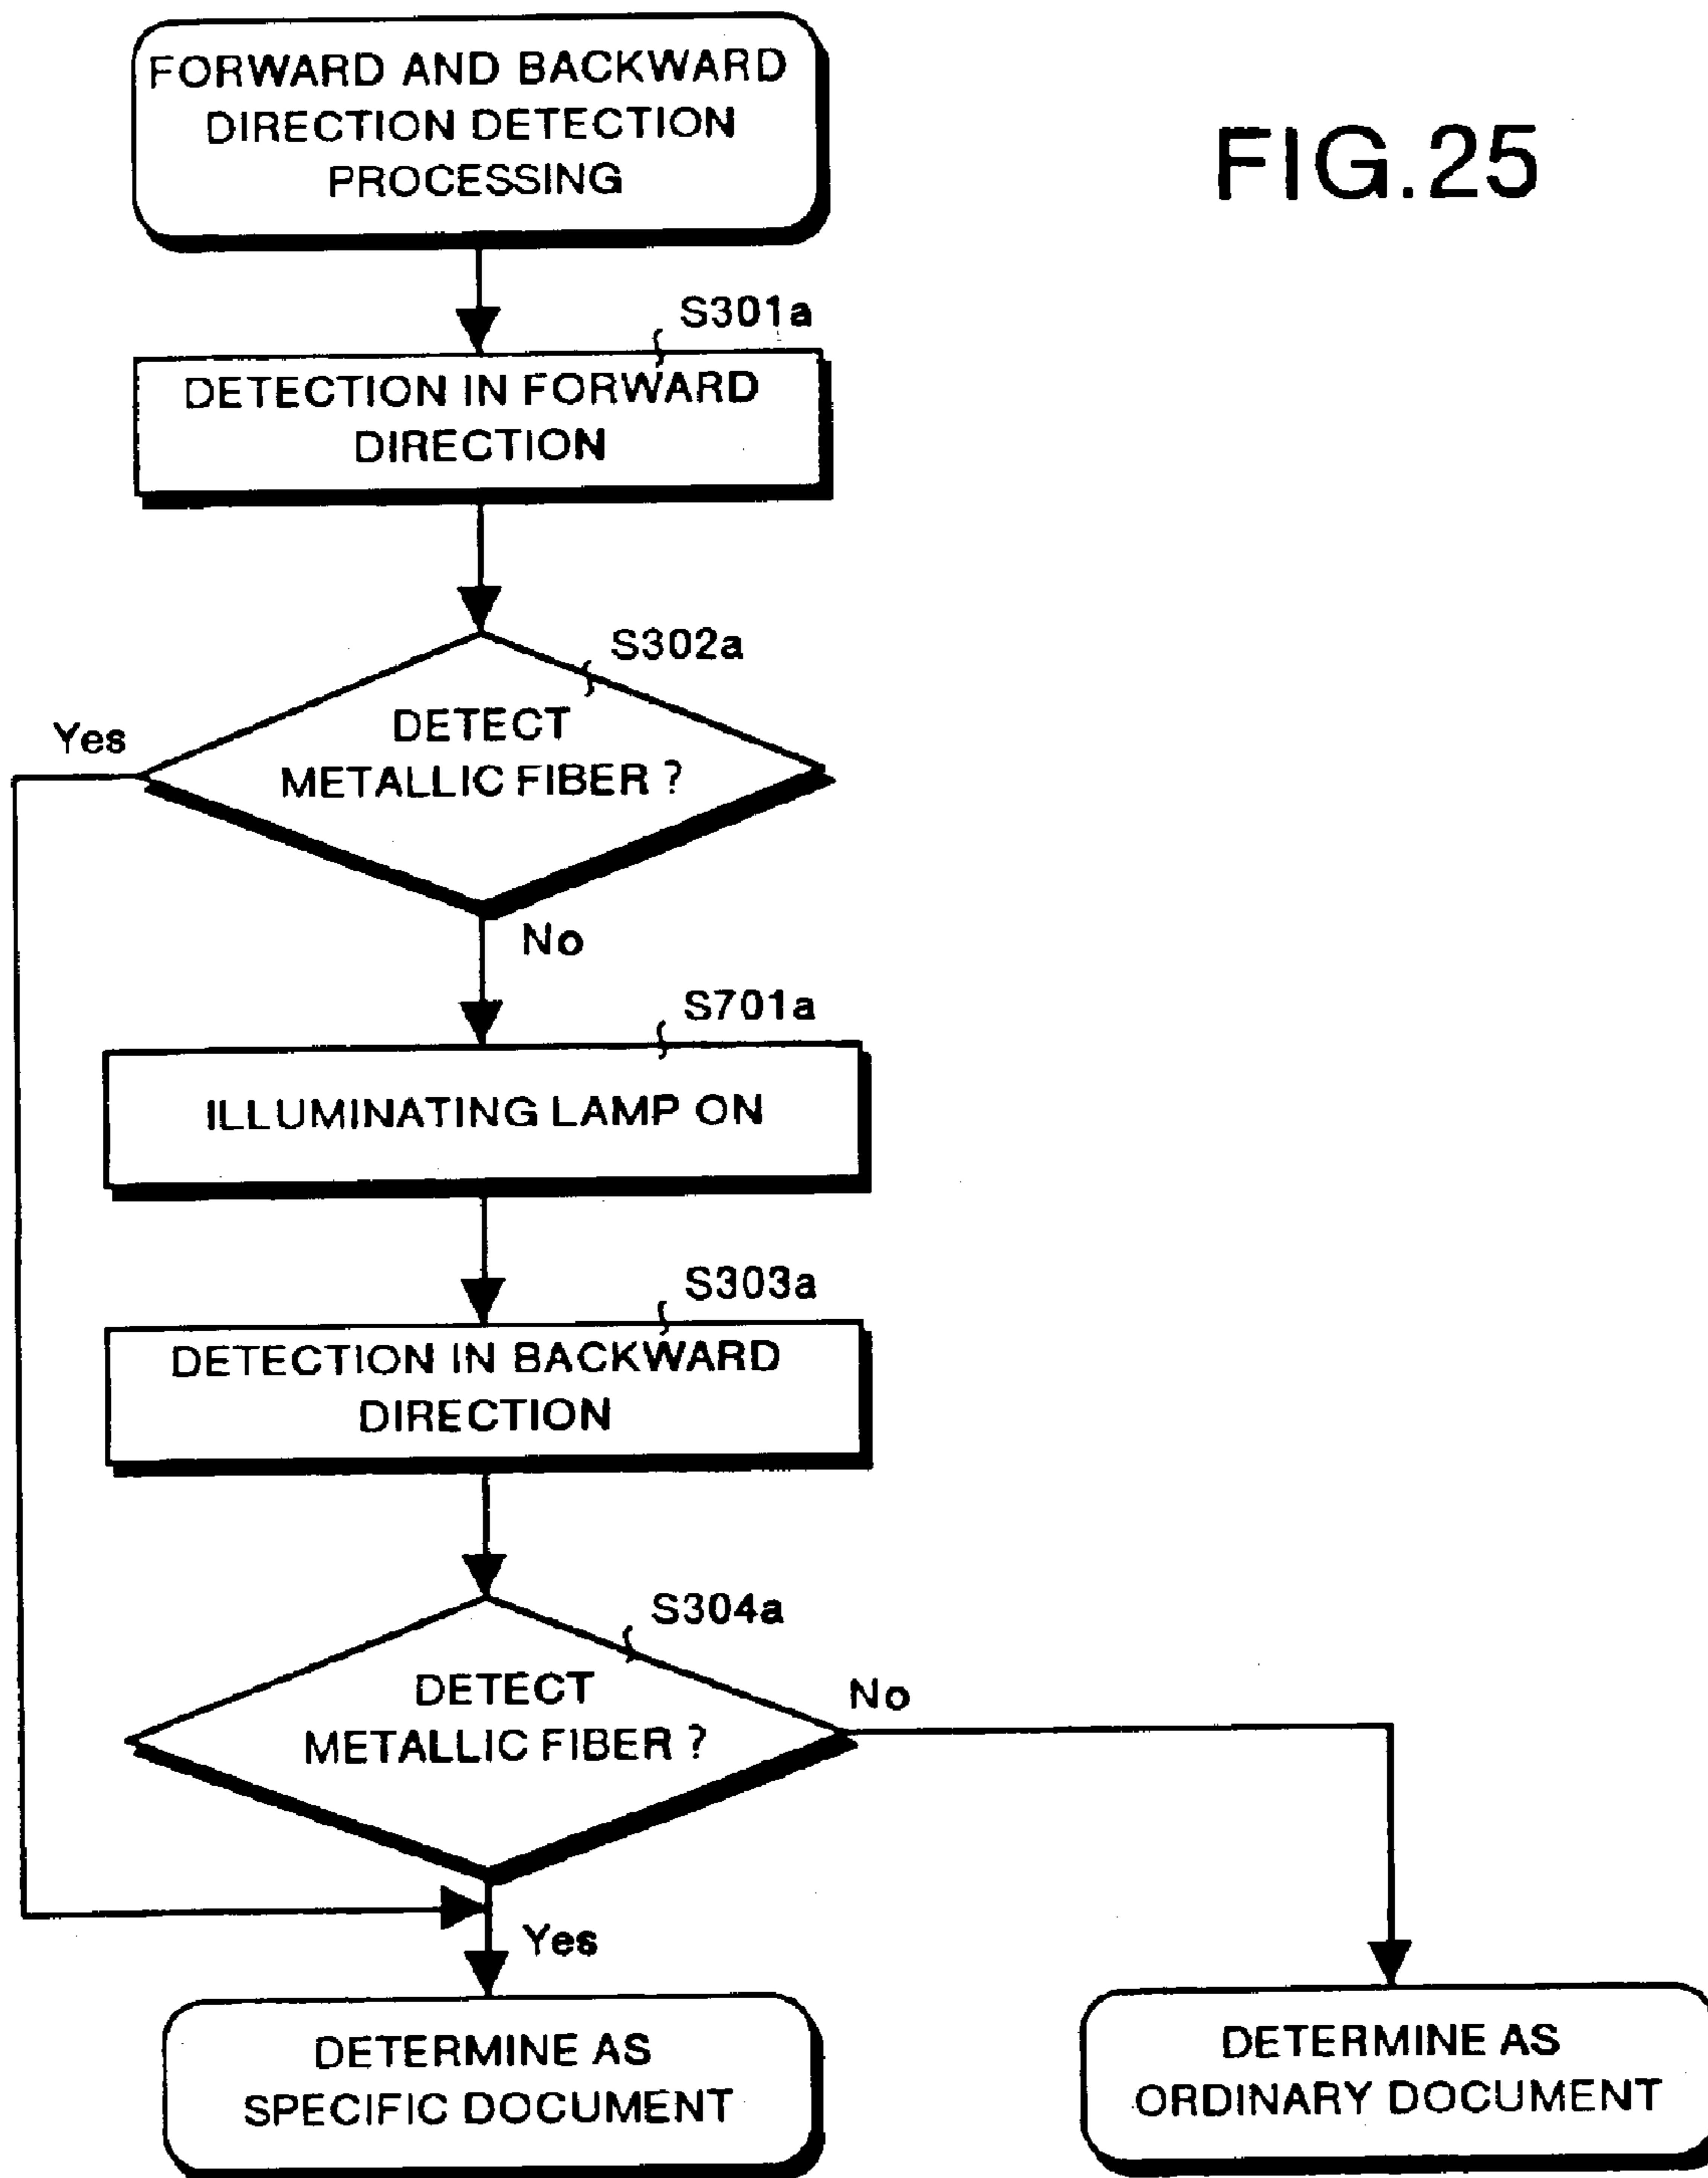 FORWARD AND BACKWARD
DIRECTION DETECTION
PROCESSING
FIG.25
S301a
DETECTION IN FORWARD
DIRECTION
S302a
DETECT
METALLIC FIBER ?
Yes
No
S701a
ILLUMINATING LAMP ON
S303a
DETECTION IN BACKWARD
DIRECTION
S304a
DETECT
METALLIC FIBER ?
No
Yes
DETERMINE AS
SPECIFIC DOCUMENT
DETERMINE AS
ORDINARY DOCUMENT